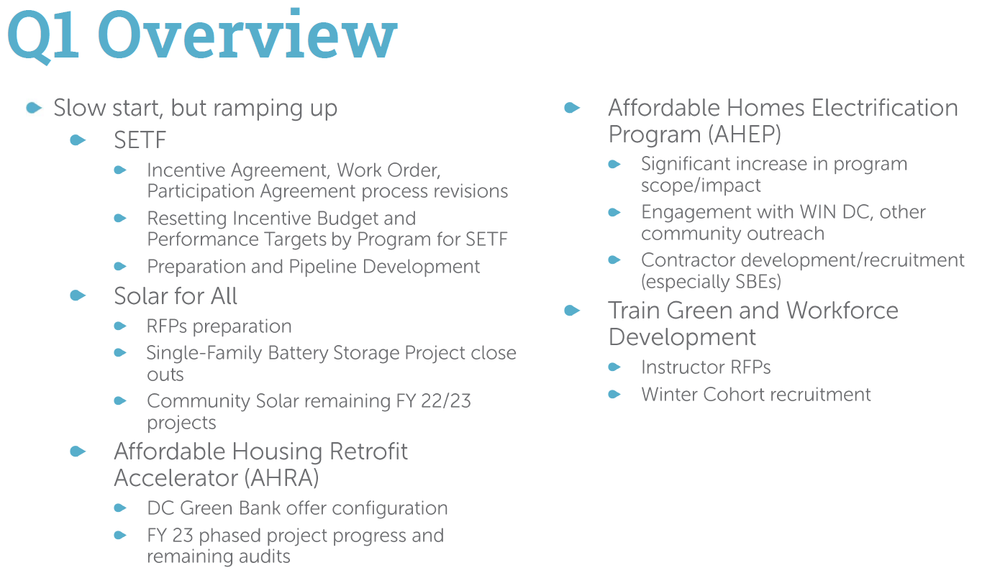 Q1 Overview
Slow start, but ramping up
SETF
Incentive Agreement, Work Order,
Participation Agreement process revisions
Resetting Incentive Budget and
Performance Targets by Program for SETF
Preparation and Pipeline Development
Solar for All
RFPs preparation
Single-Family Battery Storage Project close
outs
Community Solar remaining FY 22/23
projects
Affordable Housing Retrofit
Accelerator (AHRA)
DC Green Bank offer configuration
FY 23 phased project progress and
remaining audits
Affordable Homes Electrification
Program (AHEP)
Significant increase in program
scope/impact
Engagement with WIN DC, other
community outreach
Contractor development/recruitment
(especially SBEs)
Train Green and Workforce
Development
Instructor RFPs
Winter Cohort recruitment